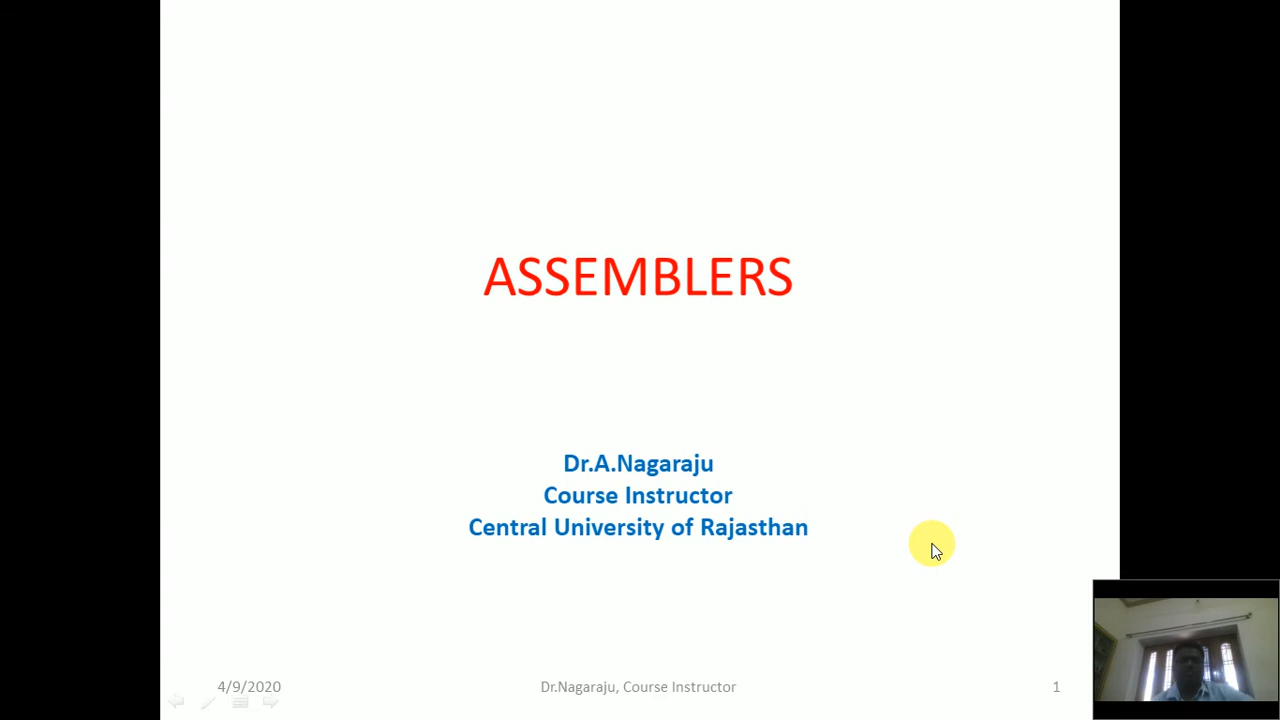 ASSEMBLERS
Dr.A.Nagaraju
Course Instructor
Central University of Rajasthan
4/9/2020
Dr.Nagaraju, Course Instructor
1